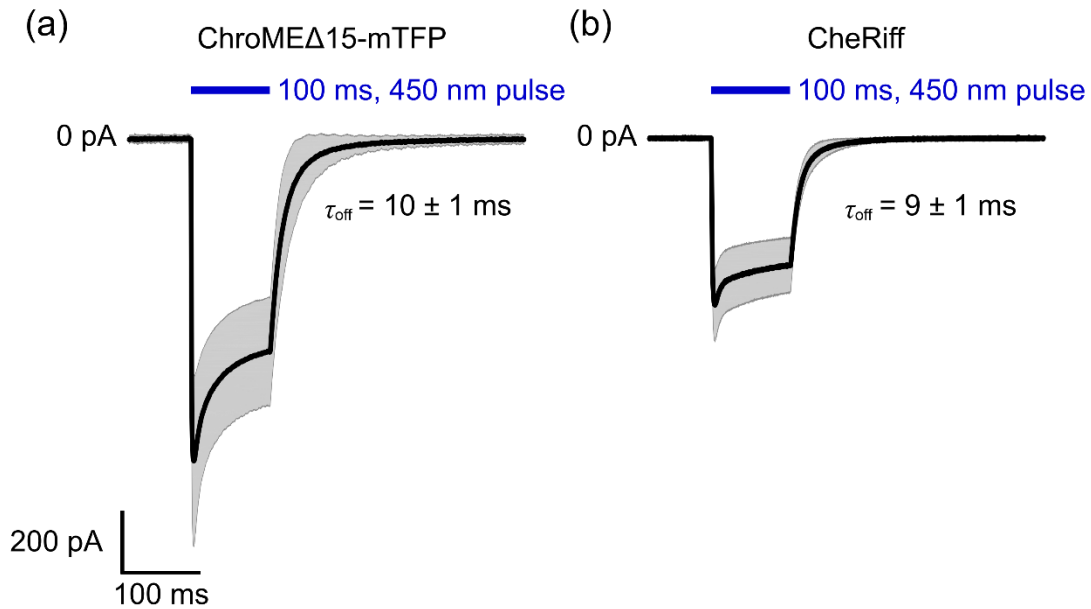 (a)
ChroMEΔ15-mTFP
100 ms, 450 nm pulse
0 pA
τoff = 10 ± 1 ms
200 pA
100 ms
(b)
CheRiff
100 ms, 450 nm pulse
0 pA
τoff = 9 ± 1 ms